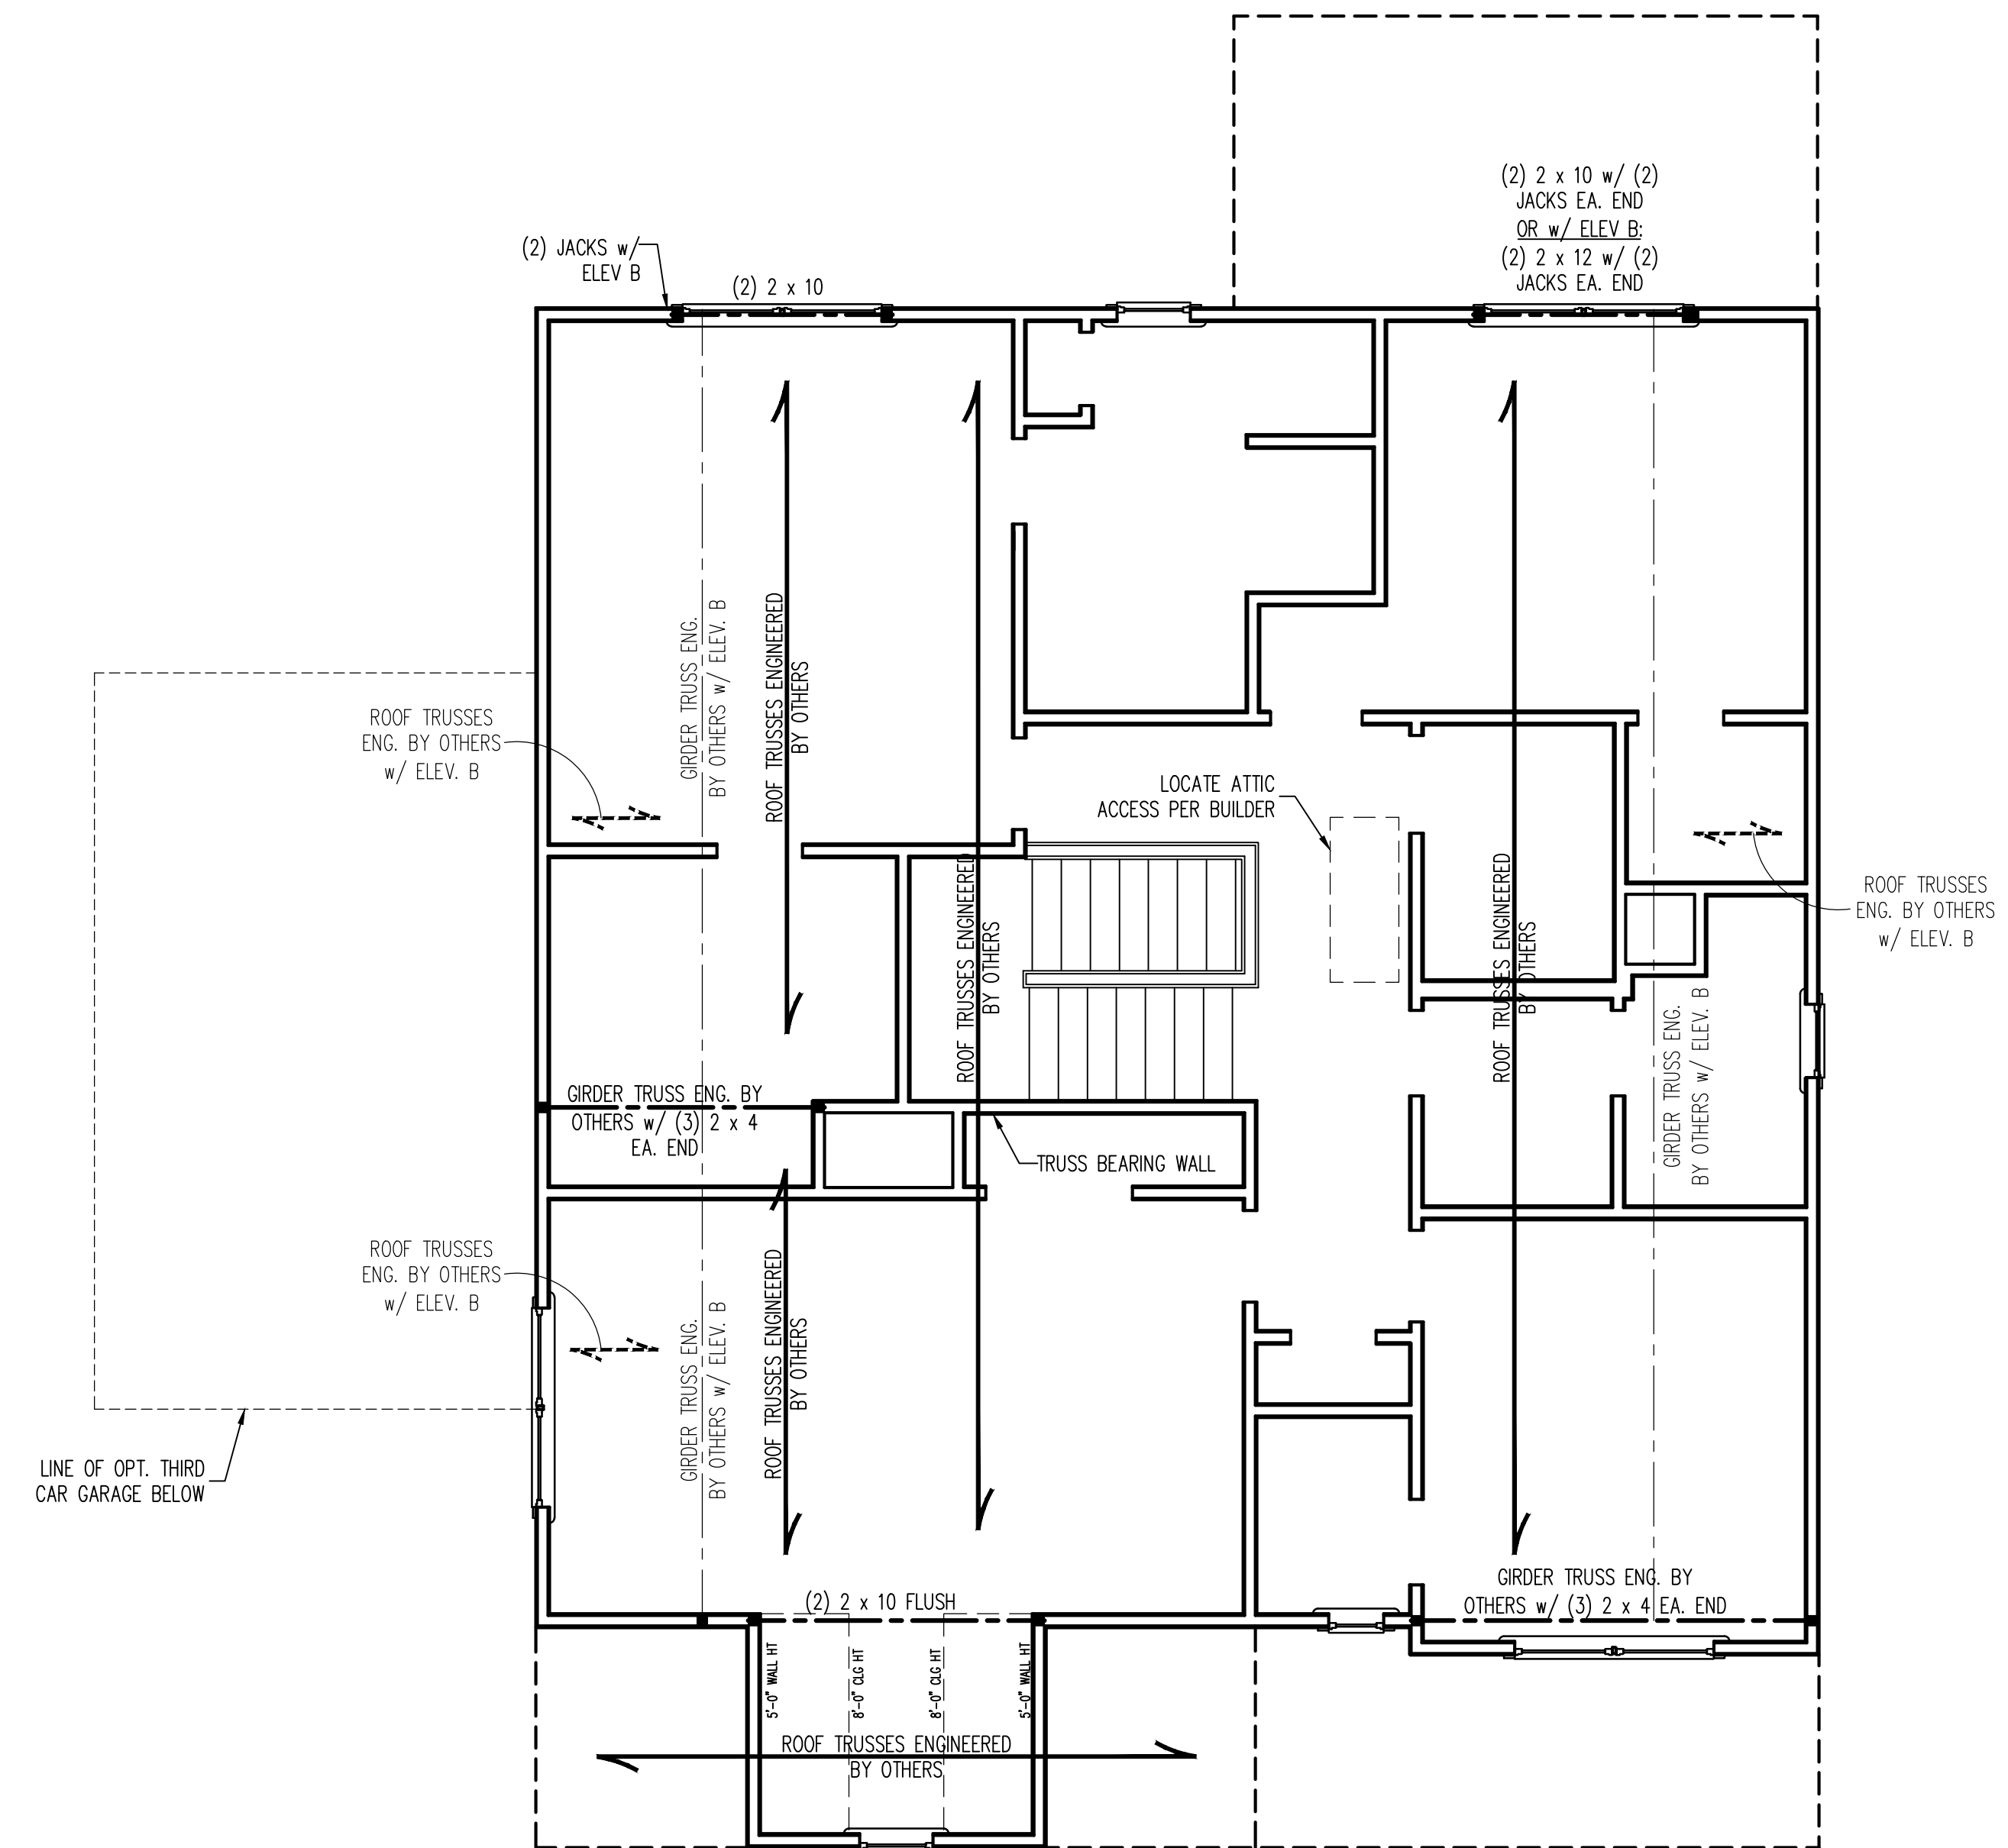 (2) 2 x 10 w/ (2)
JACKS EA. END
OR w/ ELEV B:
(2) 2 x 12 w/ (2)
JACKS EA. END
(2) JACKS w/
ELEV B
(2) 2 x 10
ROOF TRUSSES
ENG. BY OTHERS
w/ ELEV. B
GIRDER TRUSS ENG.
BY OTHERS w/ ELEV. B
ROOF TRUSSES ENGINEERED
BY OTHERS
LOCATE ATTIC
ACCESS PER BUILDER
ROOF TRUSSES ENGINEERED
BY OTHERS
ROOF TRUSSES ENGINEERED
BY OTHERS
ROOF TRUSSES
ENG. BY OTHERS
w/ ELEV. B
GIRDER TRUSS ENG.
BY OTHERS w/ ELEV. B
GIRDER TRUSS ENG. BY
OTHERS w/ (3) 2 x 4
EA. END
TRUSS BEARING WALL
ROOF TRUSSES
ENG. BY OTHERS
w/ ELEV. B
GIRDER TRUSS ENG.
BY OTHERS w/ ELEV. B
ROOF TRUSSES ENGINEERED
BY OTHERS
LINE OF OPT. THIRD
CAR GARAGE BELOW
(2) 2 x 10 FLUSH
GIRDER TRUSS ENG. BY
OTHERS w/ (3) 2 x 4 EA. END
5'-0" WALL HT
8'-0" CLG HT
8'-0" CLG HT
5'-0" WALL HT
ROOF TRUSSES ENGINEERED
BY OTHERS